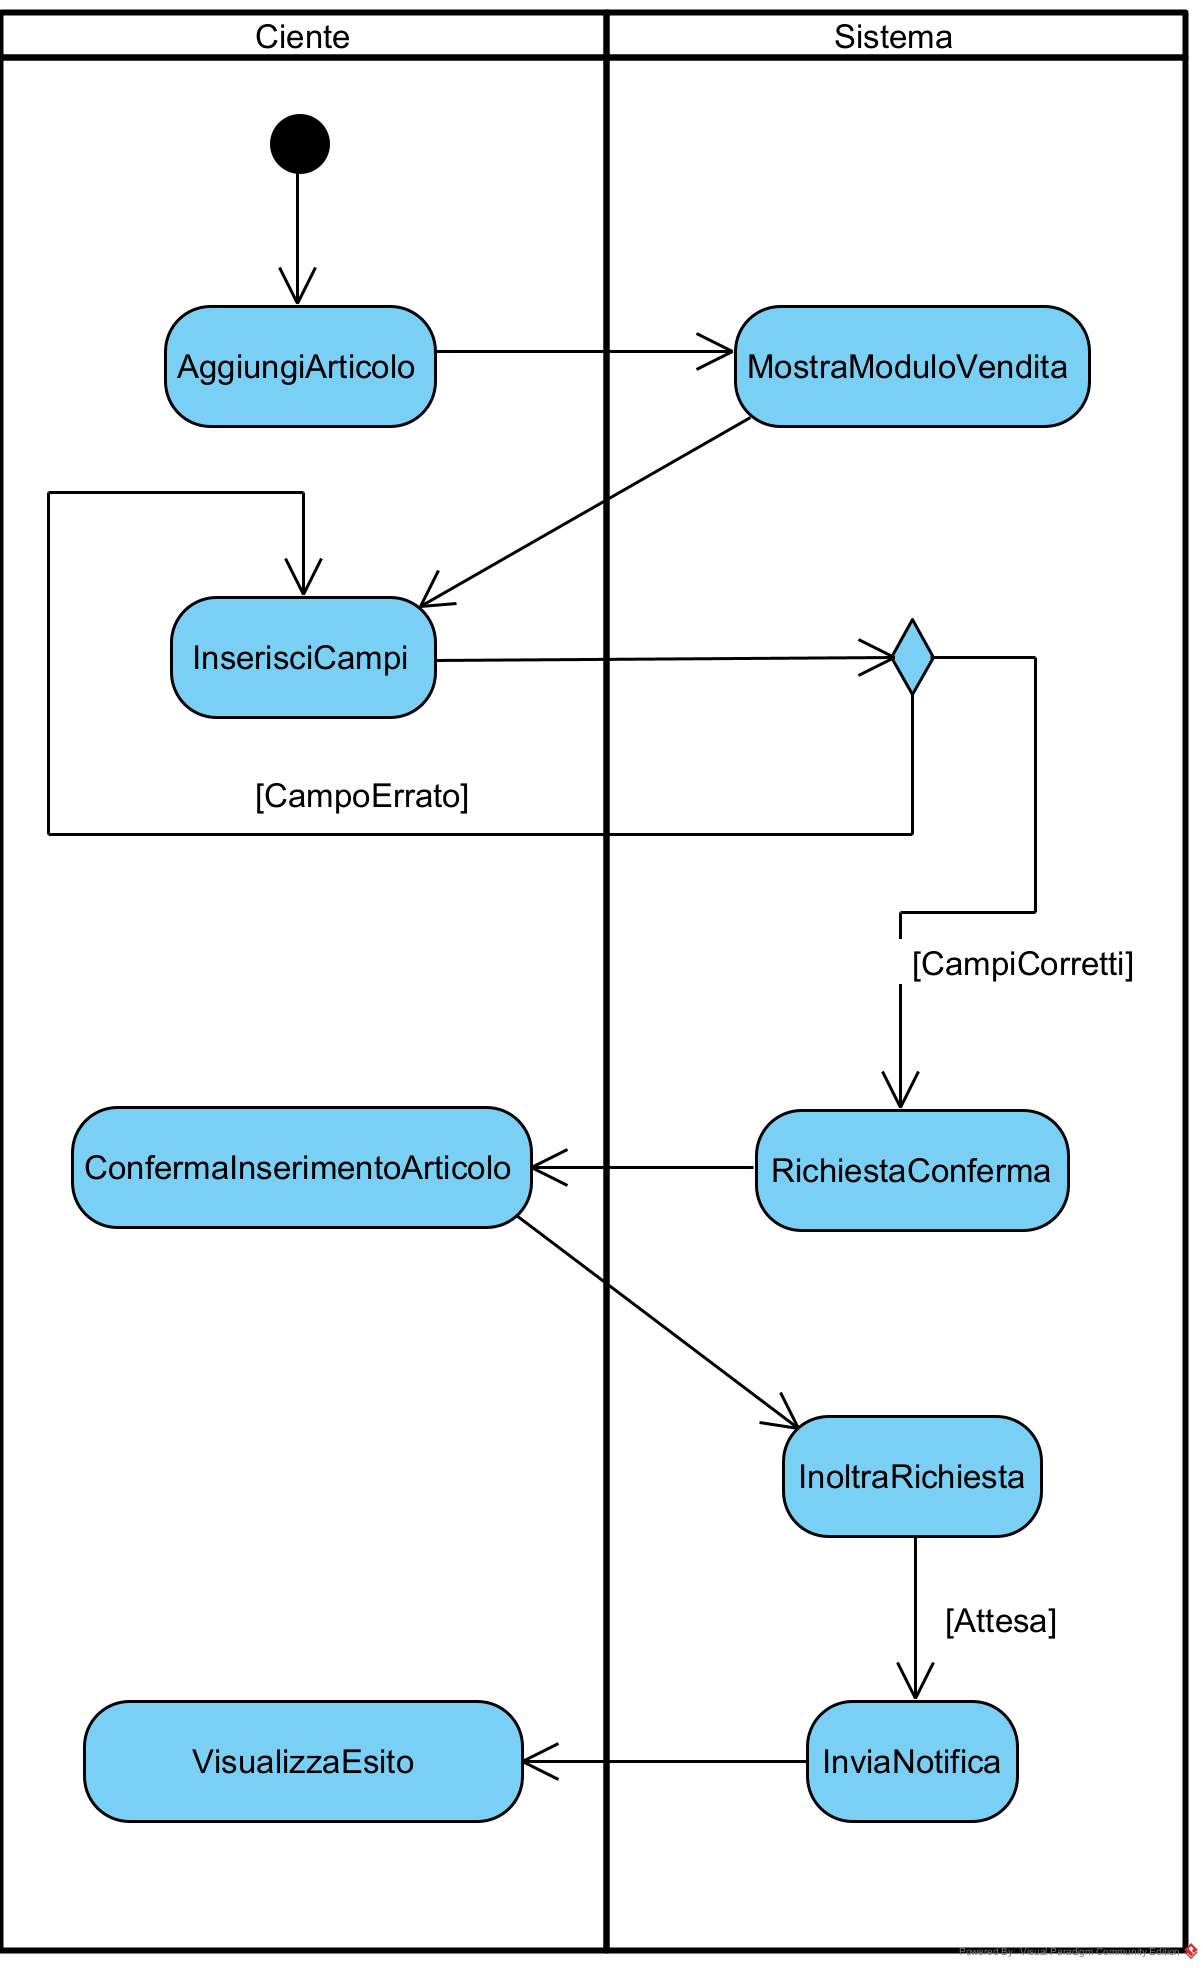 Ciente
Sistema
AggiungiArticolo
MostraModuloVendita
InserisciCampi
[CampoErrato]
[CampiCorretti]
ConfermaInserimentoArticolo
RichiestaConferma
InoltraRichiesta
[Attesa]
VisualizzaEsito
InviaNotifica
Powered By Visual Paradigm Community Edition